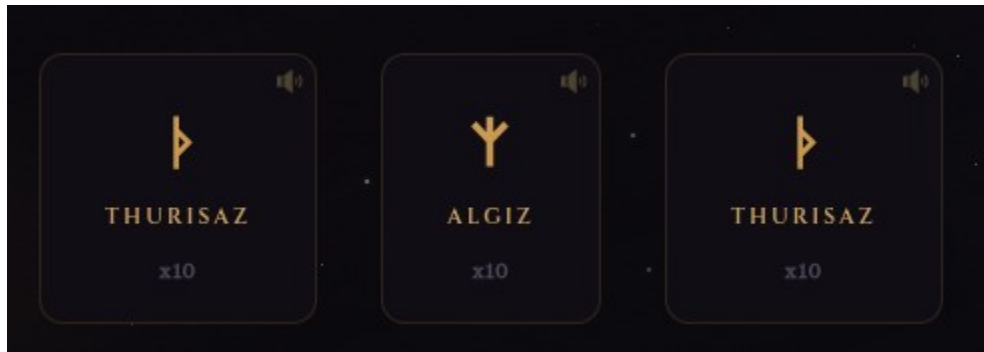 ᚦ ᛉ ᚦ
THURISAZ ALGIZ THURISAZ
x10 x10 x10